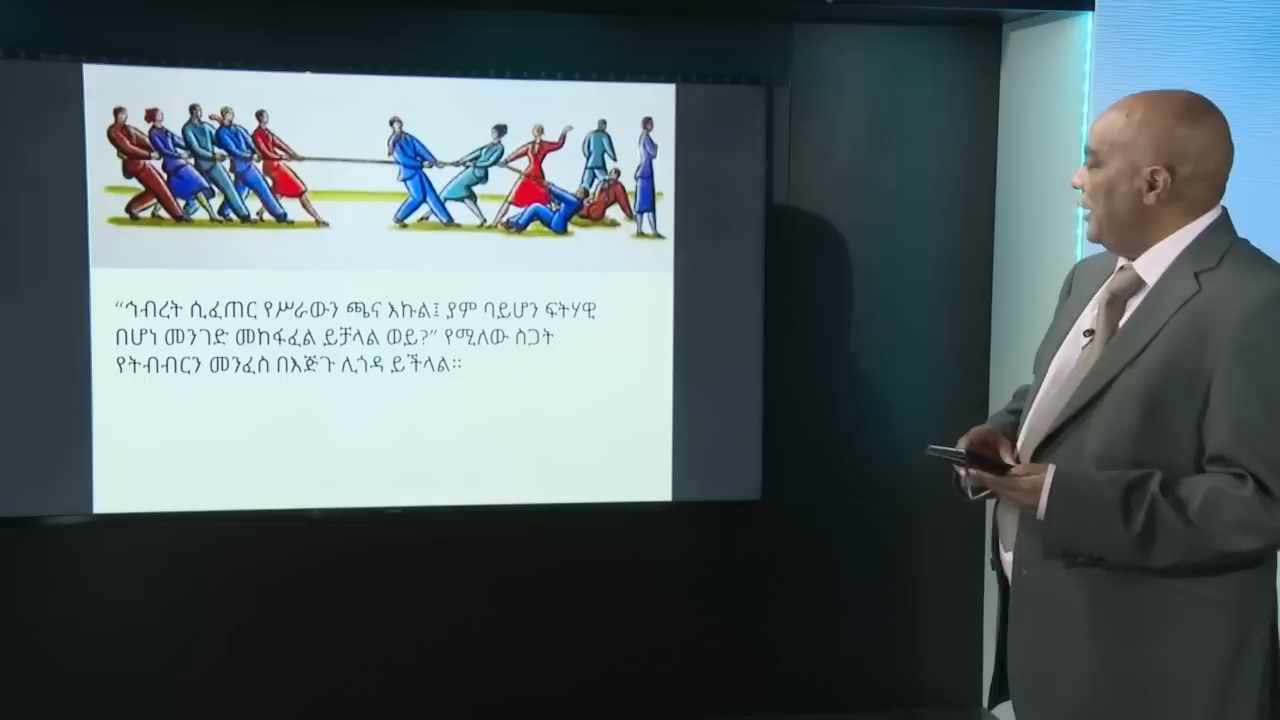 “ኅብረት ሲፈጠር የሥራውን ጫና እኩል፤ ያም ባይሆን ፍትሃዊ
በሆነ መንገድ መከፋፈል ይቻላል ወይ?” የሚለው ስጋት
የትብብርን መንፈስ በእጅጉ ሊጎዳ ይችላል።